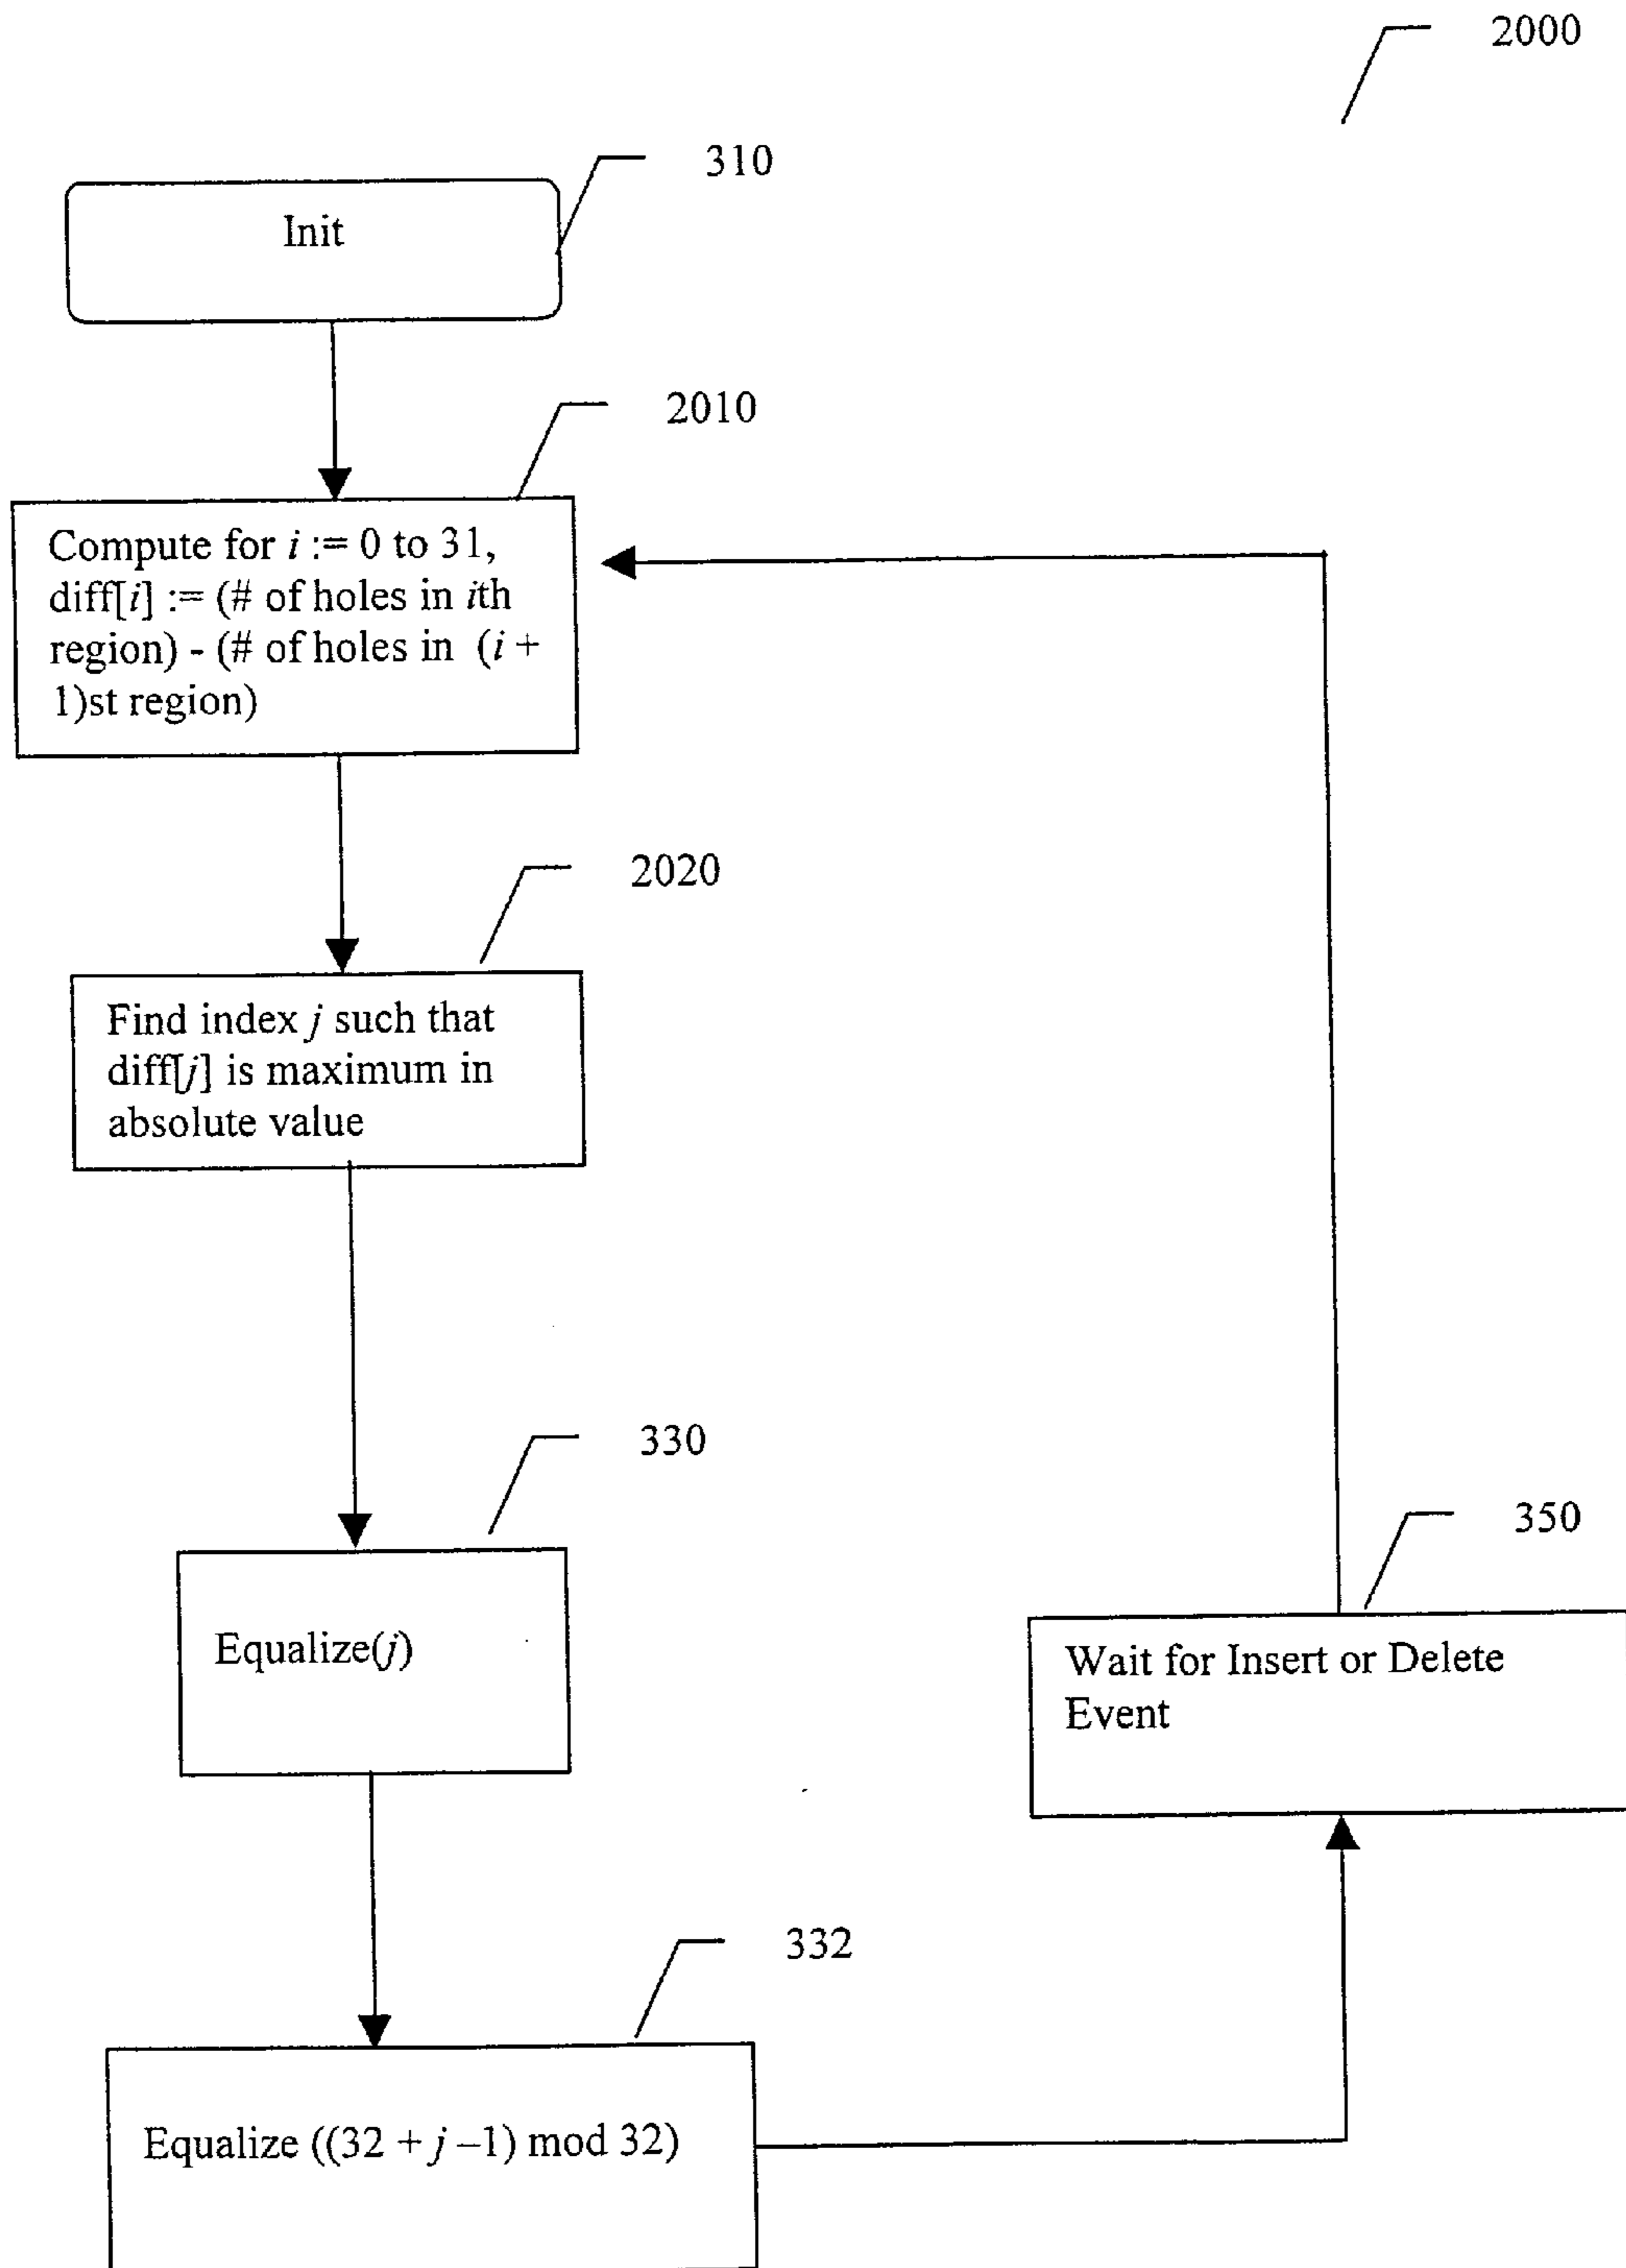 2000
310
Init
2010
Compute for i := 0 to 31,
diff[i] := (# of holes in ith
region) - (# of holes in (i +
1)st region)
2020
Find index j such that
diff[j] is maximum in
absolute value
330
Equalize(j)
350
Wait for Insert or Delete
Event
332
Equalize ((32 + j –1) mod 32)